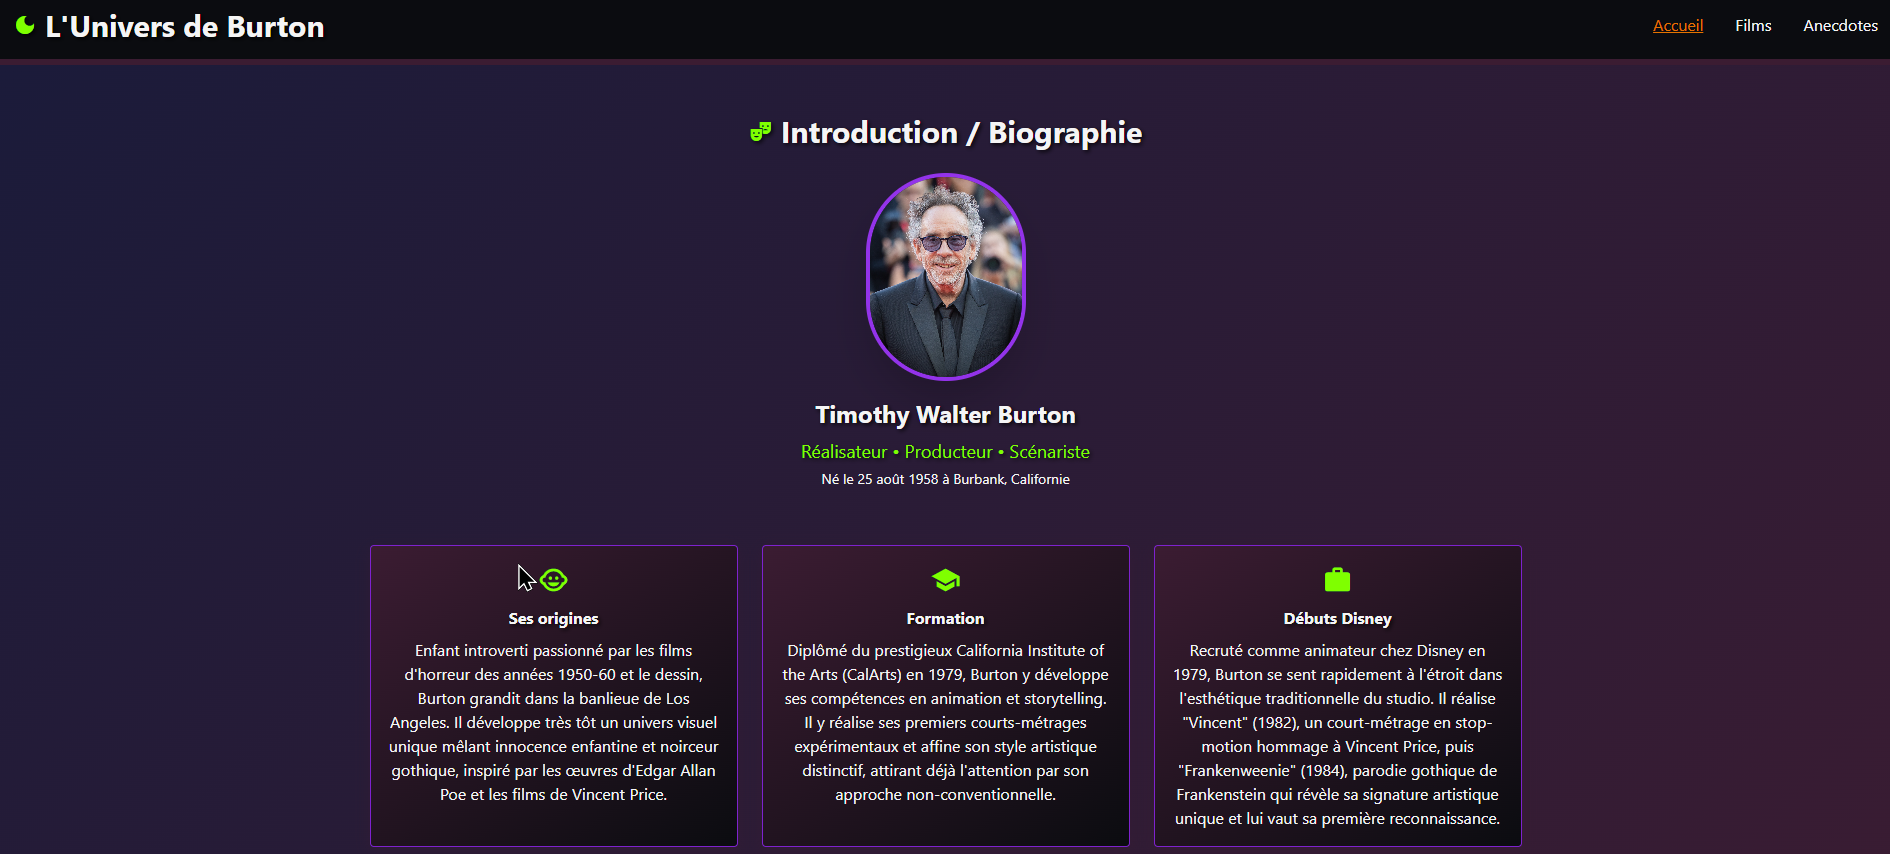 L'Univers de Burton
Accueil Films Anecdotes
Introduction / Biographie
Timothy Walter Burton
Réalisateur • Producteur • Scénariste
Né le 25 août 1958 à Burbank, Californie
Ses origines
Enfant introverti passionné par les films
d'horreur des années 1950-60 et le dessin,
Burton grandit dans la banlieue de Los
Angeles. Il développe très tôt un univers visuel
unique mêlant innocence enfantine et noirceur
gothique, inspiré par les œuvres d'Edgar Allan
Poe et les films de Vincent Price.
Formation
Diplômé du prestigieux California Institute of
the Arts (CalArts) en 1979, Burton y développe
ses compétences en animation et storytelling.
Il y réalise ses premiers courts-métrages
expérimentaux et affine son style artistique
distinctif, attirant déjà l'attention par son
approche non-conventionnelle.
Débuts Disney
Recruté comme animateur chez Disney en
1979, Burton se sent rapidement à l'étroit dans
l'esthétique traditionnelle du studio. Il réalise
"Vincent" (1982), un court-métrage en stop-
motion hommage à Vincent Price, puis
"Frankenweenie" (1984), parodie gothique de
Frankenstein qui révèle sa signature artistique
unique et lui vaut sa première reconnaissance.